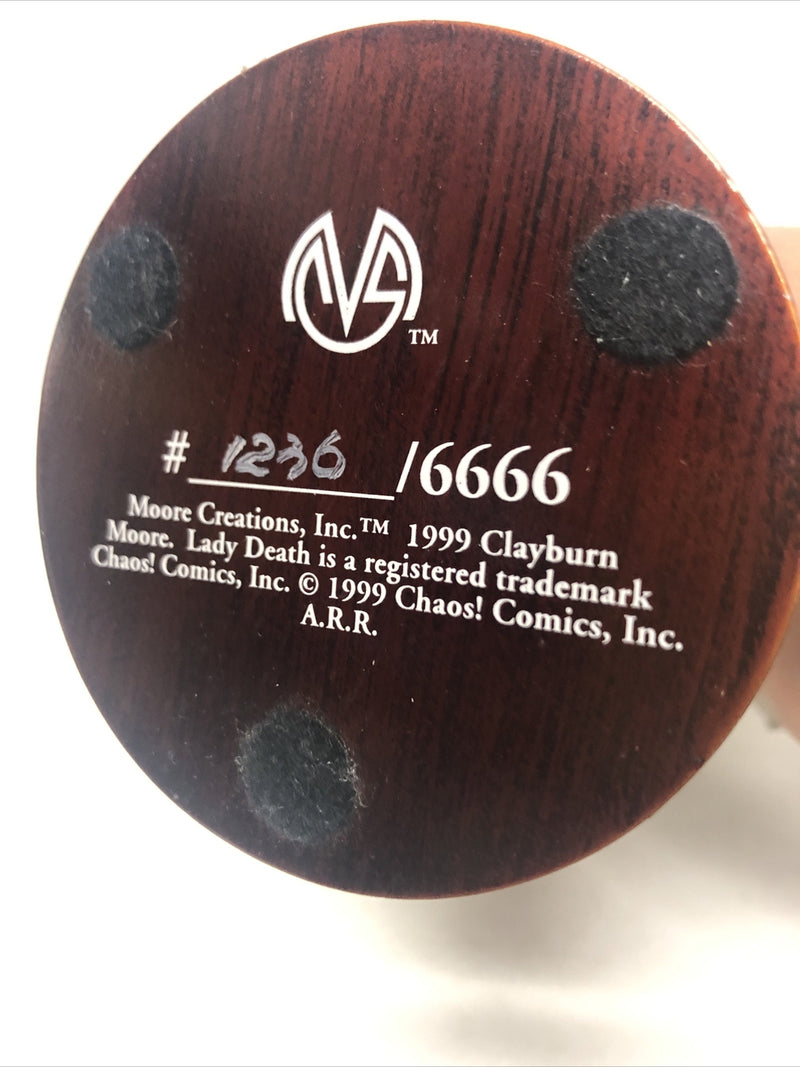 TM
# 1236 /6666
Moore Creations, Inc.™ 1999 Clayburn
Moore. Lady Death is a registered trademark
Chaos! Comics, Inc. © 1999 Chaos! Comics, Inc.
A.R.R.